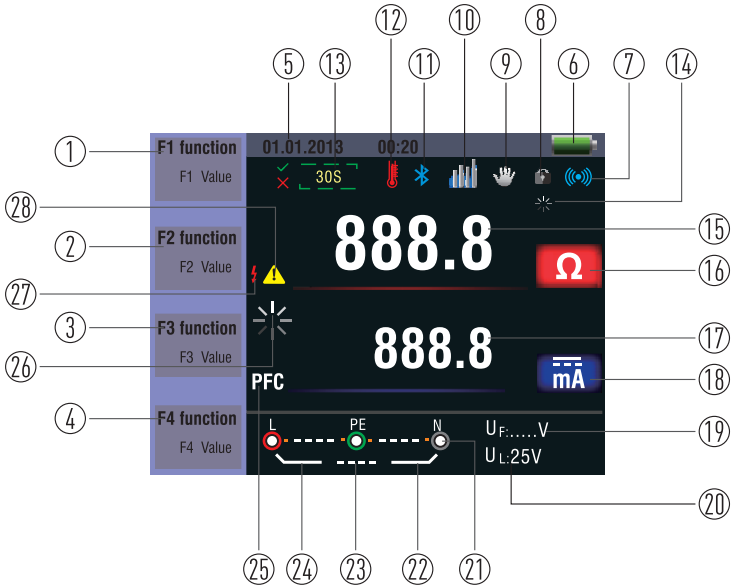 ⑫ ⑩ ⑧
⑤ ⑬ ⑪ ⑨ ⑥ ⑦ ⑭
① F1 function 01.01.2013 00:20
F1 Value 30S
㉘
② F2 function 888.8 ⑮
F2 Value Ω ⑯
㉗
③ F3 function
F3 Value 888.8 ⑰
㉖
PFC mA ⑱
④ F4 function L PE N UF:.....V ⑲
F4 Value UL:25V
⑳
㉕ ㉔ ㉓ ㉒ ㉑